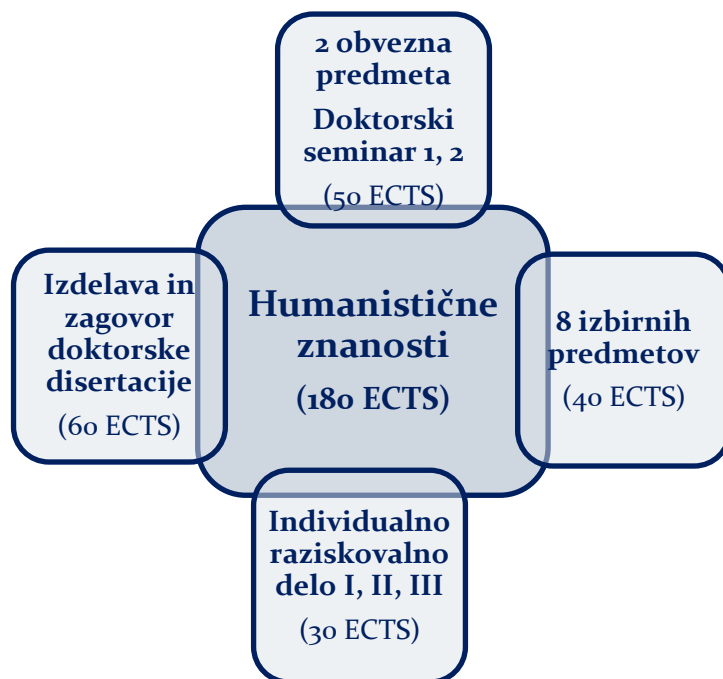 2 obvezna
predmeta
Doktorski
seminar 1, 2
(50 ECTS)
Izdelava in
zagovor
doktorske
disertacije
(60 ECTS)
Humanistične
znanosti
(180 ECTS)
8 izbirnih
predmetov
(40 ECTS)
Individualno
raziskovalno
delo I, II, III
(30 ECTS)